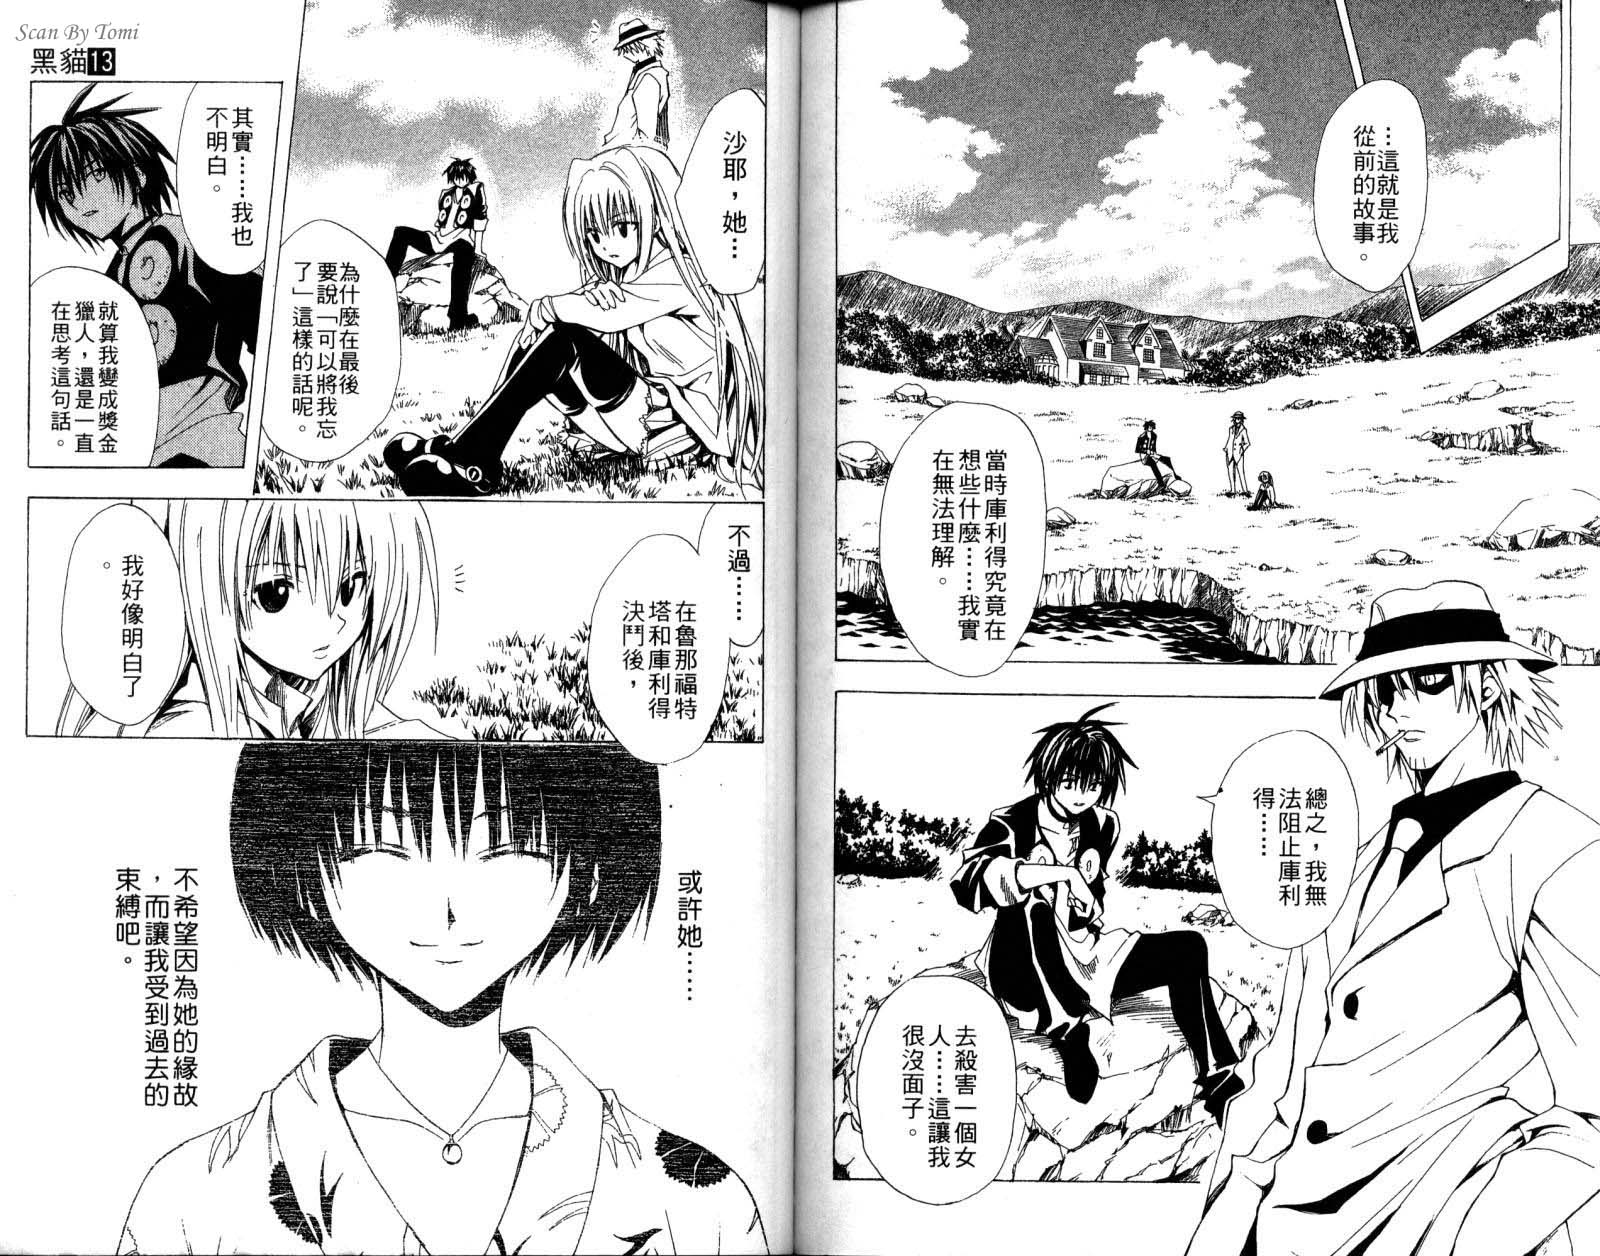 Scan By Tomi
黑貓13
…這就是我
從前的故事。
當時庫利得究竟在
想些什麼……我實
在無法理解。
總之，我無
法阻止庫利
得……
去殺害一個女
人……這讓我
很沒面子。
沙耶，她…
為什麼在最後
要說「可以將我忘
了」這樣的話呢。
其實……我也
不明白。
就算我變成獎金
獵人，還是一直
在思考這句話。
不過……
在魯那福特
塔和庫利得
決鬥後，
我好像明白了
。
或許她……
不希望因為她的緣故
，而讓我受到過去的
束縛吧。